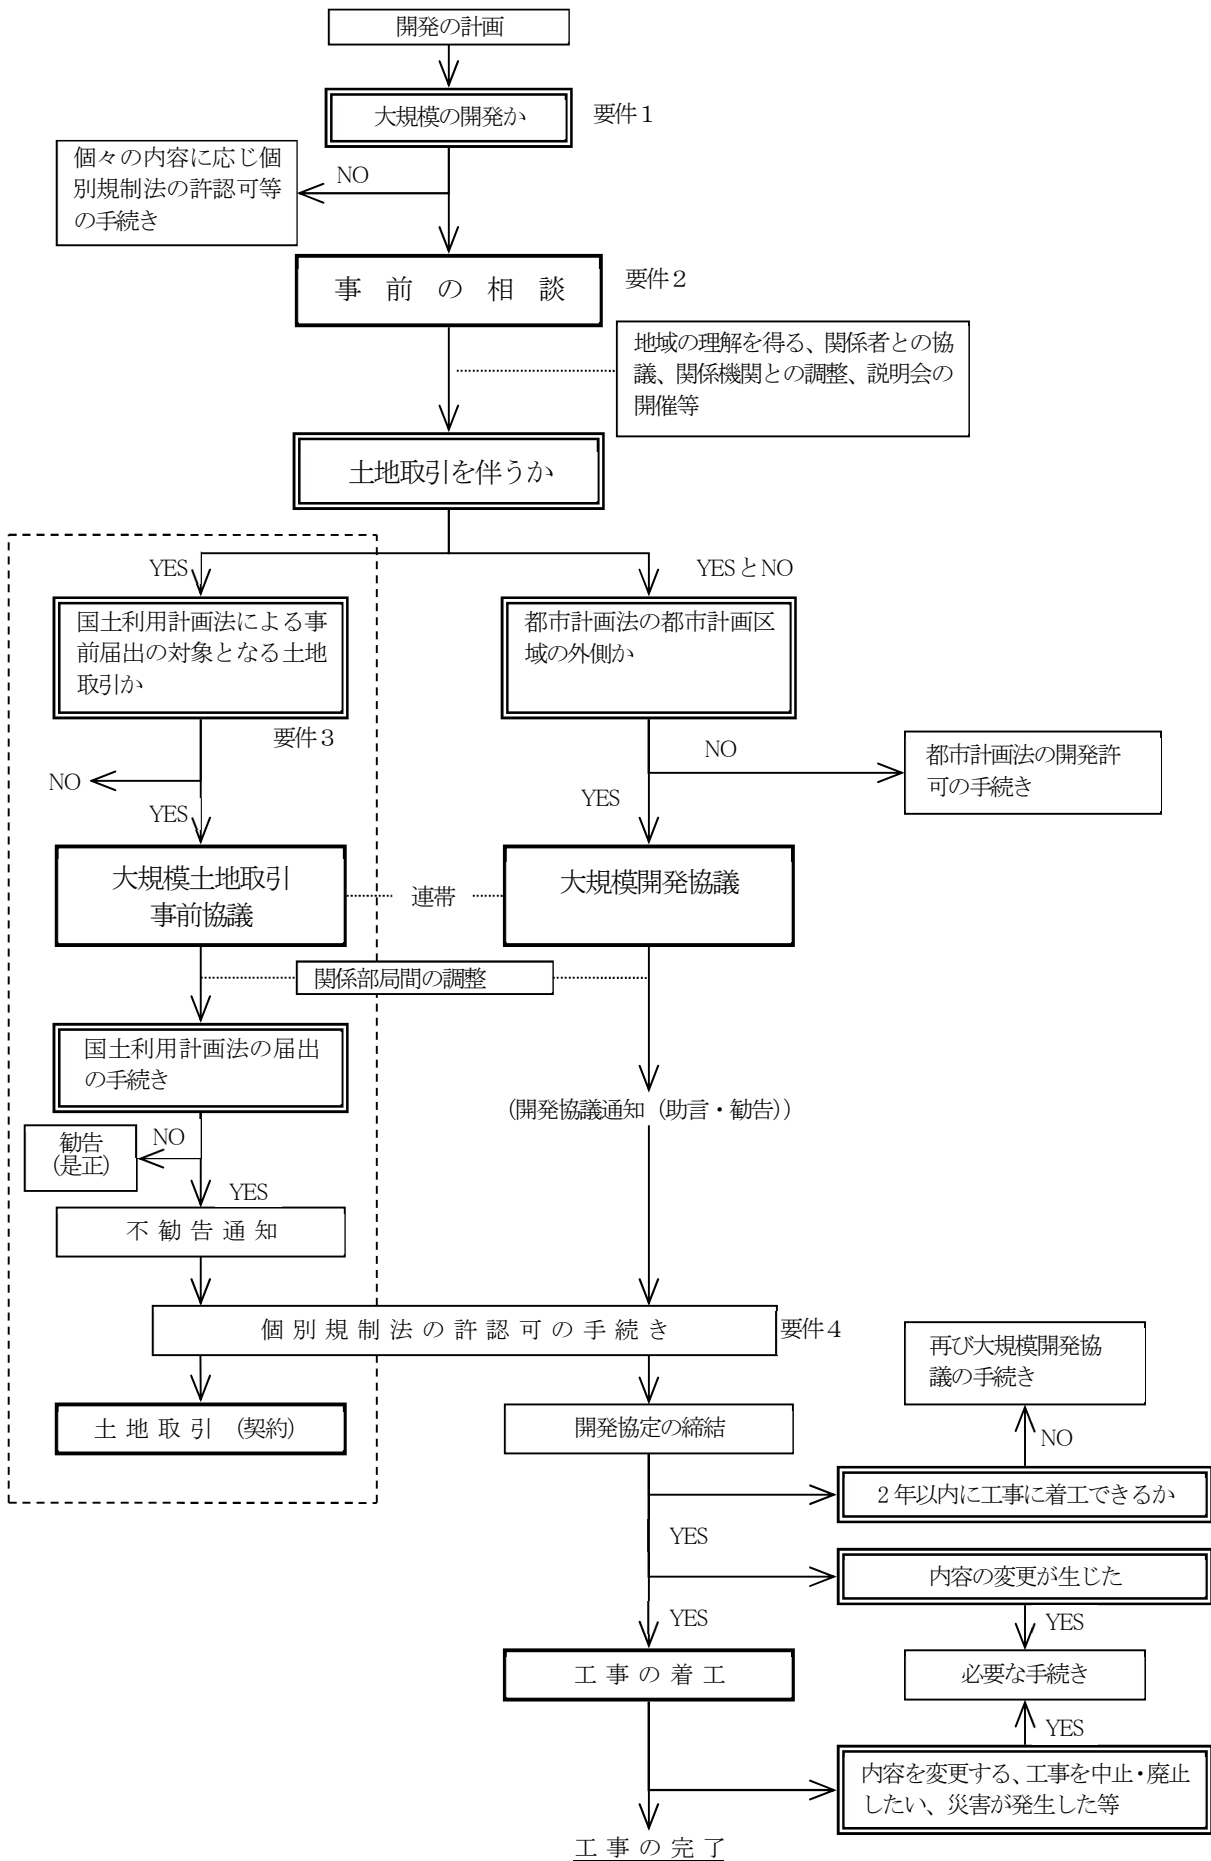 開発の計画
大規模の開発か
要件1
個々の内容に応じ個
別規制法の許認可等
の手続き
NO
事前の相談
要件2
地域の理解を得る、関係者との協
議、関係機関との調整、説明会の
開催等
土地取引を伴うか
YES
YESとNO
国土利用計画法による事
前届出の対象となる土地
取引か
都市計画法の都市計画区
域の外側か
要件3
NO
YES
NO
YES
都市計画法の開発許
可の手続き
大規模土地取引
事前協議
連帯
大規模開発協議
関係部局間の調整
国土利用計画法の届出
の手続き
(開発協議通知(助言・勧告))
勧告
(是正)
NO
YES
不勧告通知
個別規制法の許認可の手続き
要件4
再び大規模開発協
議の手続き
土地取引(契約)
開発協定の締結
NO
2年以内に工事に着工できるか
YES
内容の変更が生じた
YES
YES
工事の着工
必要な手続き
YES
内容を変更する、工事を中止・廃止
したい、災害が発生した等
工事の完了